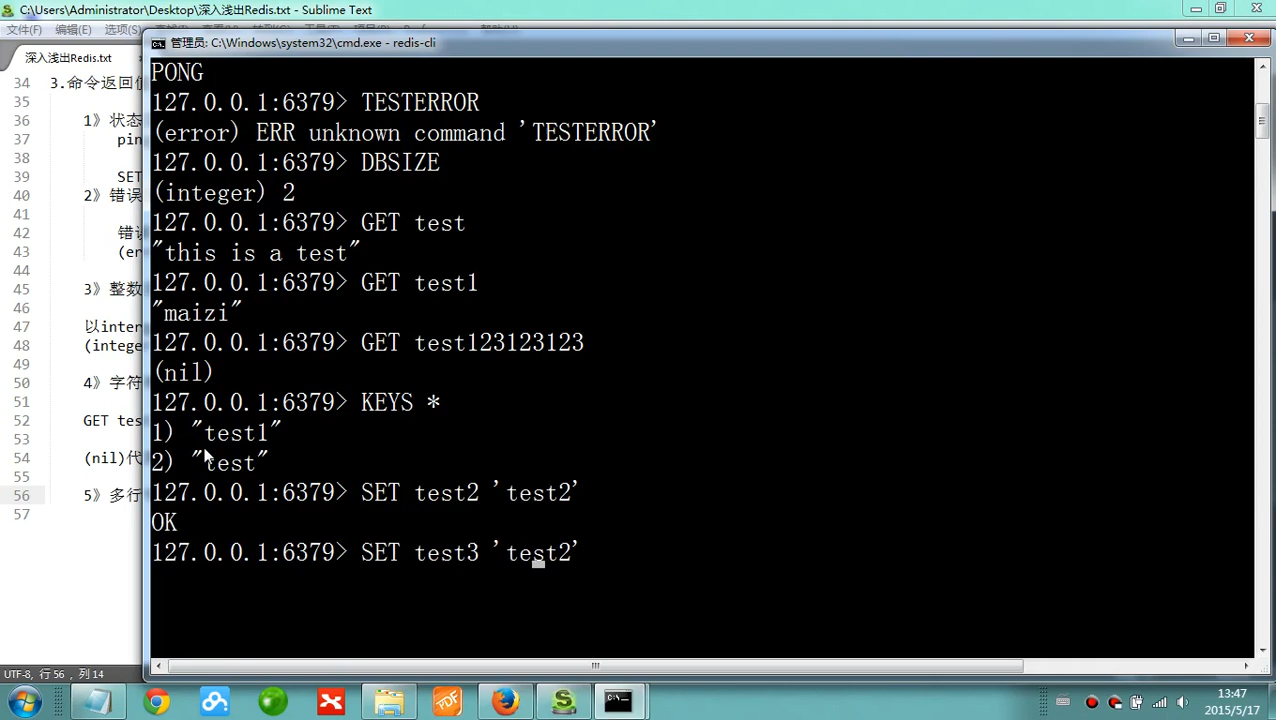 C:\Users\Administrator\Desktop\深入浅出Redis.txt - Sublime Text
文件(F) 编辑(E) 选项(S)
管理员: C:\Windows\system32\cmd.exe - redis-cli
深入浅出Redis.txt
34 3.命令返回
35
36 1》状态
37 pin
38
39 SET
40 2》错误
41
42 错误
43 (er
44
45 3》整数
46
47 以inter
48 (intege
49
50 4》字符
51
52 GET tes
53
54 (nil)代
55
56 5》多行
57
PONG
127.0.0.1:6379> TESTERROR
(error) ERR unknown command 'TESTERROR'
127.0.0.1:6379> DBSIZE
(integer) 2
127.0.0.1:6379> GET test
"this is a test"
127.0.0.1:6379> GET test1
"maizi"
127.0.0.1:6379> GET test123123123
(nil)
127.0.0.1:6379> KEYS *
1) "test1"
2) "test"
127.0.0.1:6379> SET test2 'test2'
OK
127.0.0.1:6379> SET test3 'test2'
UTF-8, 行 56 , 列 14
TUF
13:47
2015/5/17